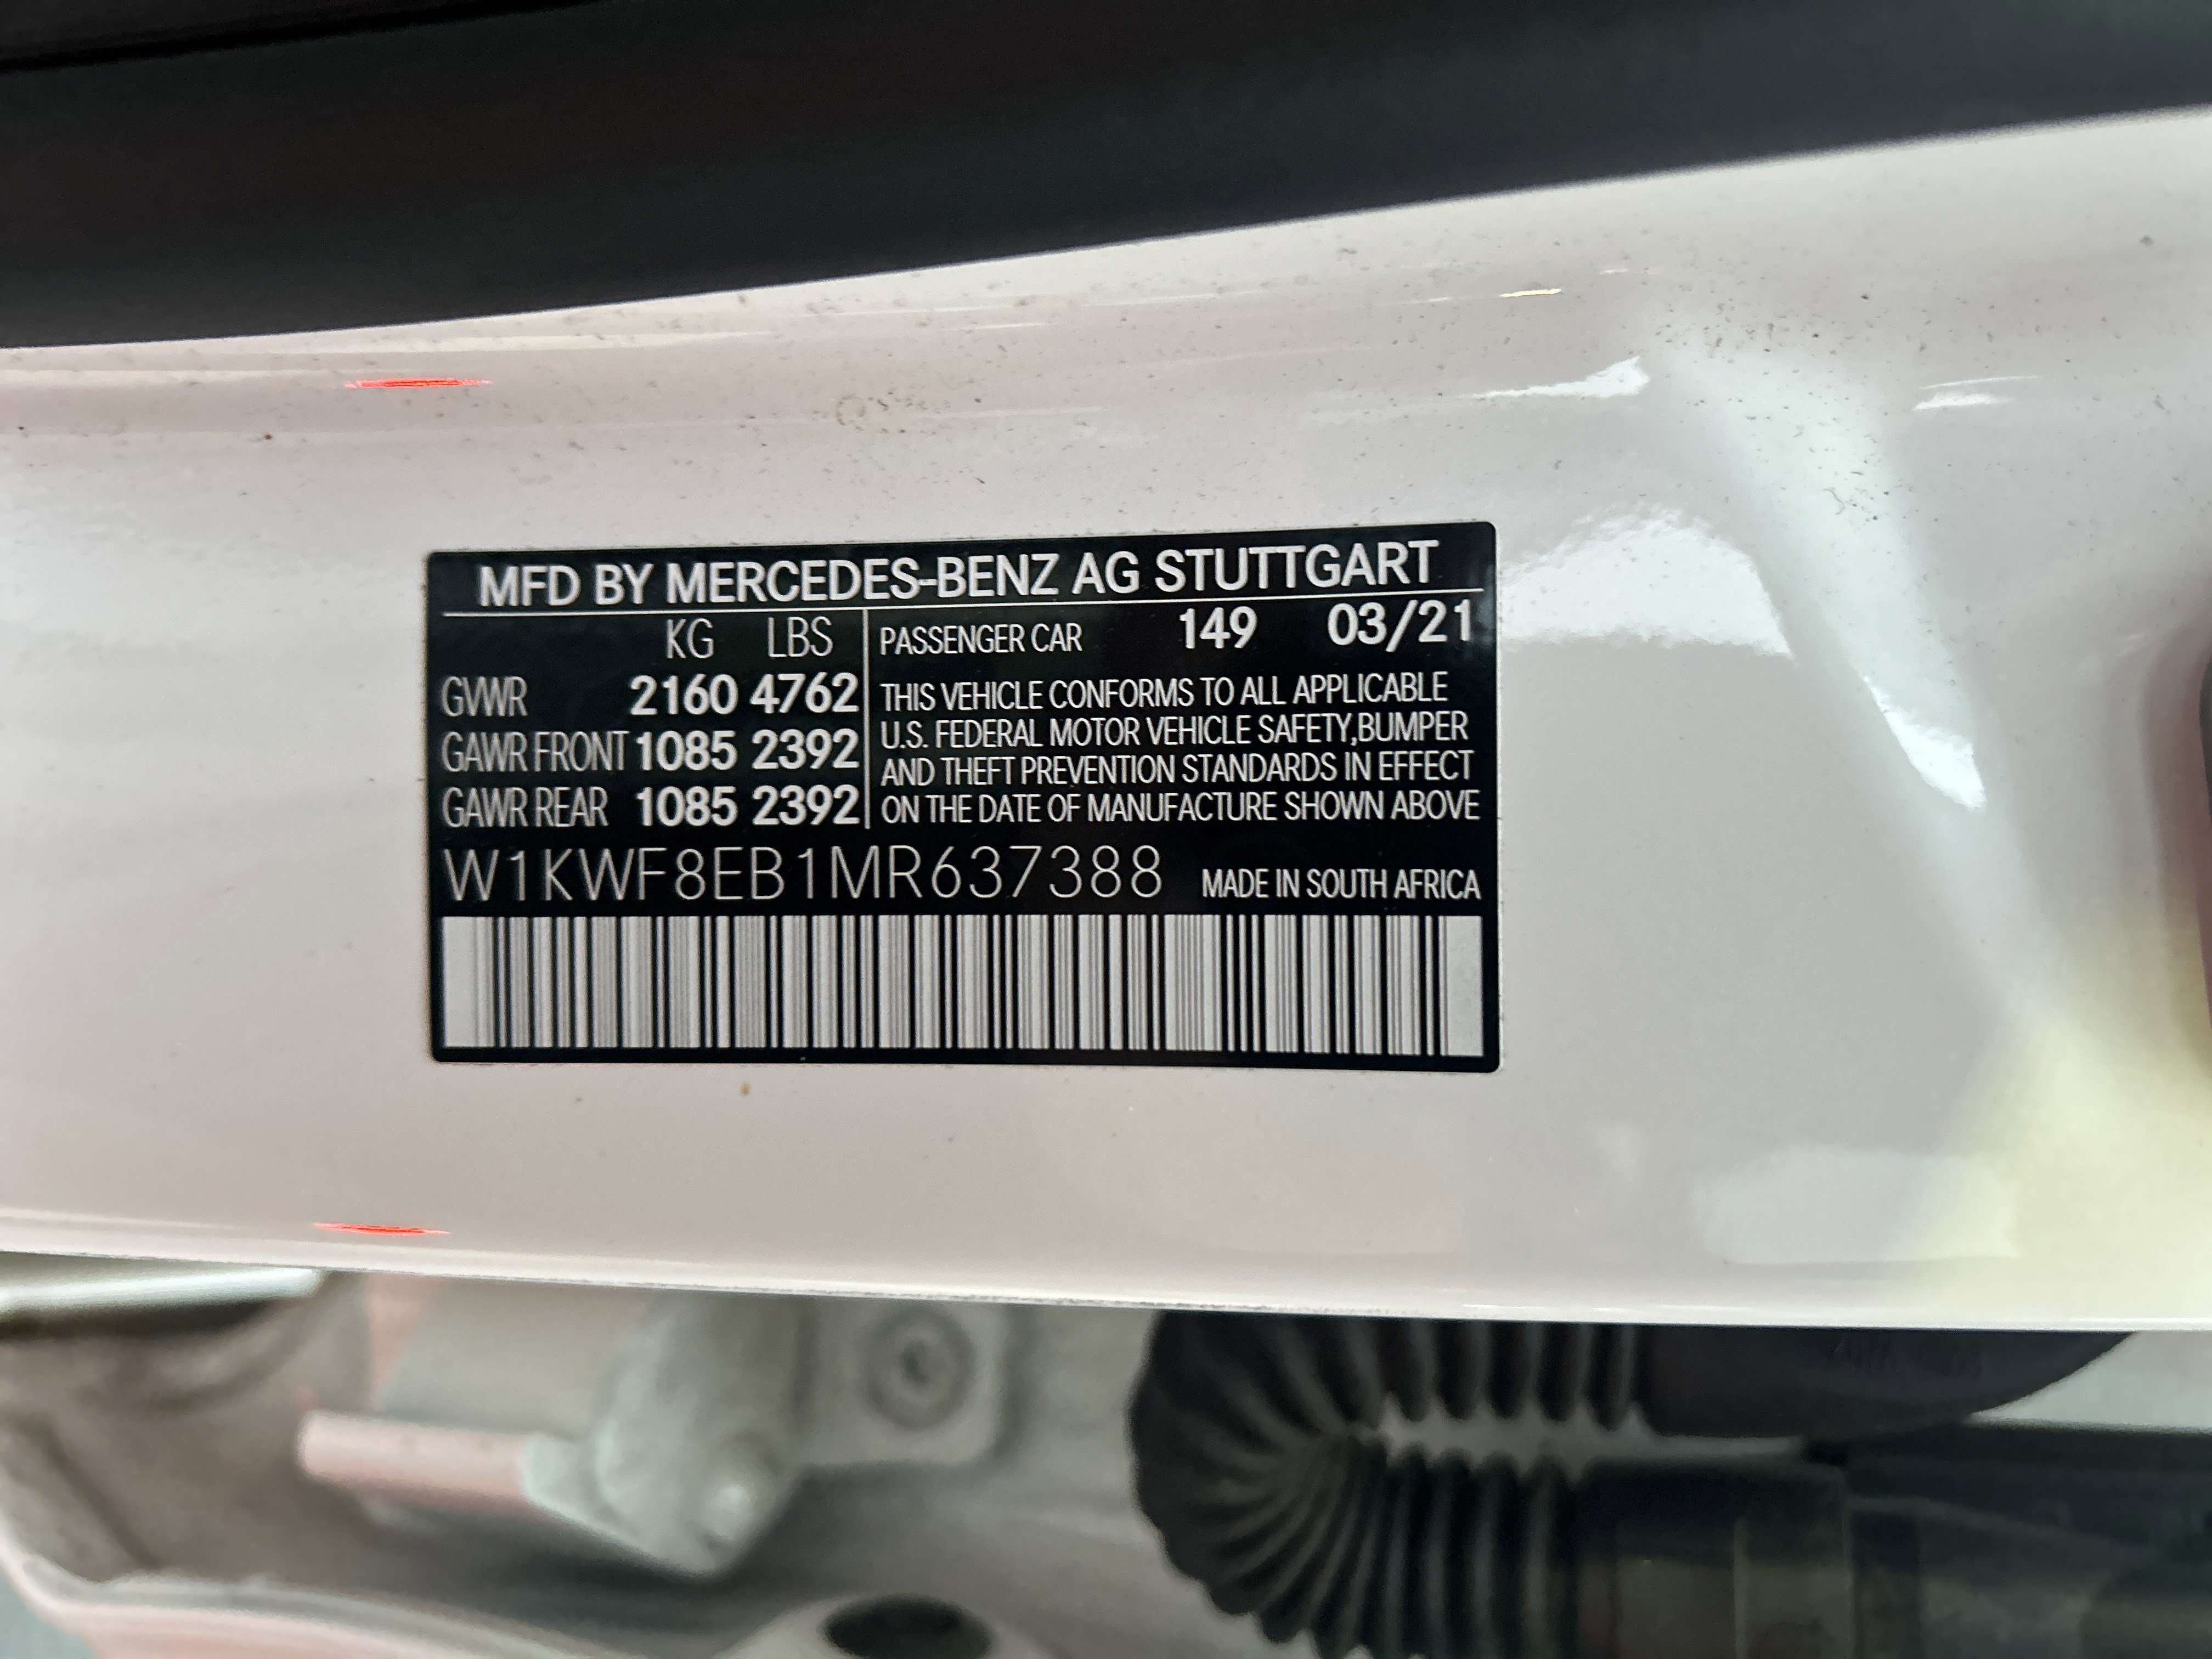 MFD BY MERCEDES-BENZ AG STUTTGART
KG LBS
GVWR 2160 4762
GAWR FRONT 1085 2392
GAWR REAR 1085 2392
PASSENGER CAR 149 03/21
THIS VEHICLE CONFORMS TO ALL APPLICABLE
U.S. FEDERAL MOTOR VEHICLE SAFETY,BUMPER
AND THEFT PREVENTION STANDARDS IN EFFECT
ON THE DATE OF MANUFACTURE SHOWN ABOVE
W1KWF8EB1MR637388 MADE IN SOUTH AFRICA